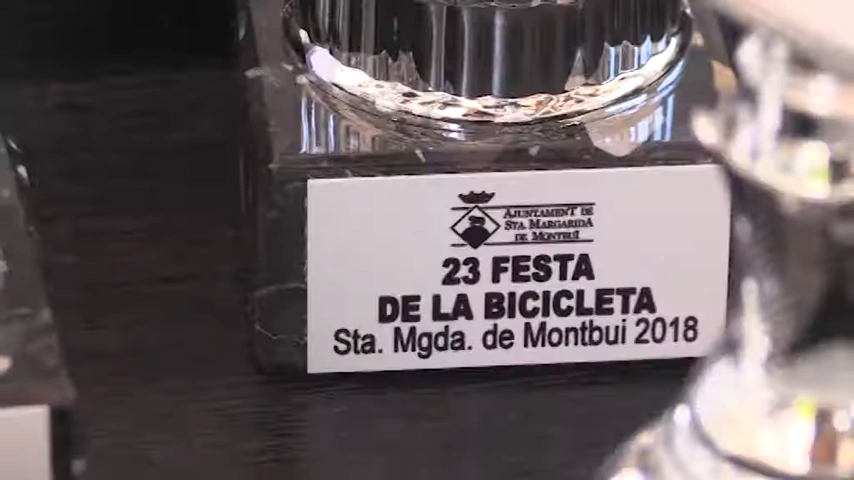 AJUNTAMENT DE
STA. MARGARIDA
DE MONTBUI
23 FESTA
DE LA BICICLETA
Sta. Mgda. de Montbui 2018